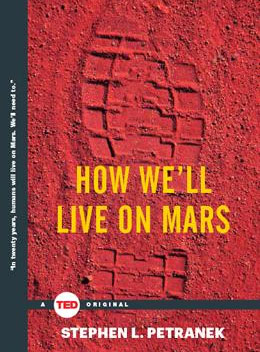 "In twenty years, humans will live on Mars. We'll need to."
HOW WE'LL
LIVE ON MARS
A TED ORIGINAL
STEPHEN L. PETRANEK